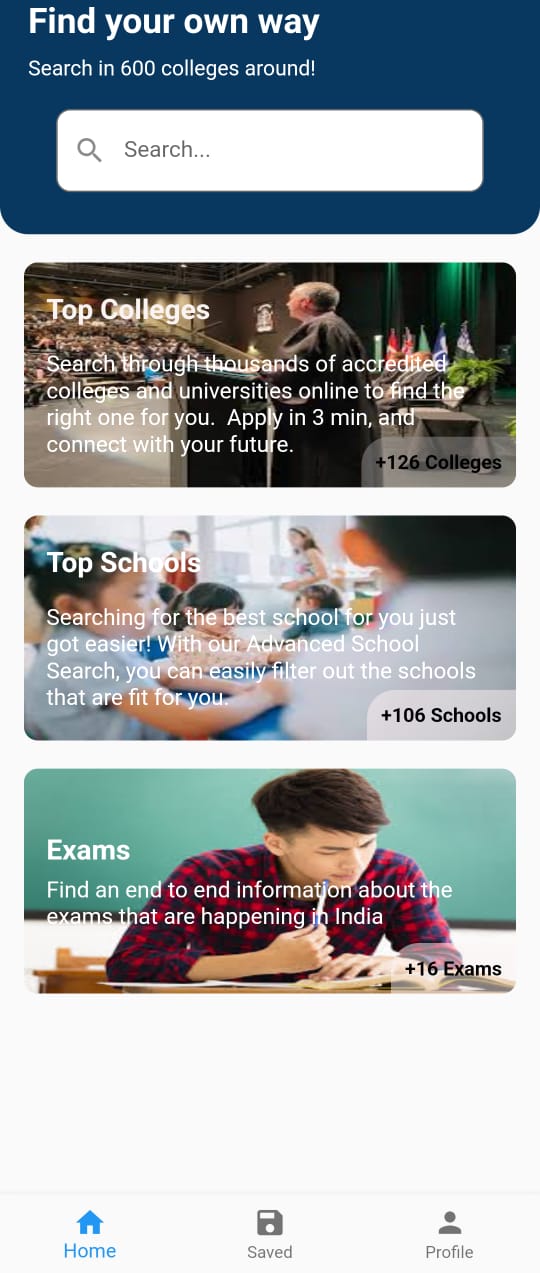 Find your own way
Search in 600 colleges around!
Search...
Top Colleges
Search through thousands of accredited
colleges and universities online to find the
right one for you.  Apply in 3 min, and
connect with your future.
+126 Colleges
Top Schools
Searching for the best school for you just
got easier! With our Advanced School
Search, you can easily filter out the schools
that are fit for you.
+106 Schools
Exams
Find an end to end information about the
exams that are happening in India
+16 Exams
Home
Saved
Profile